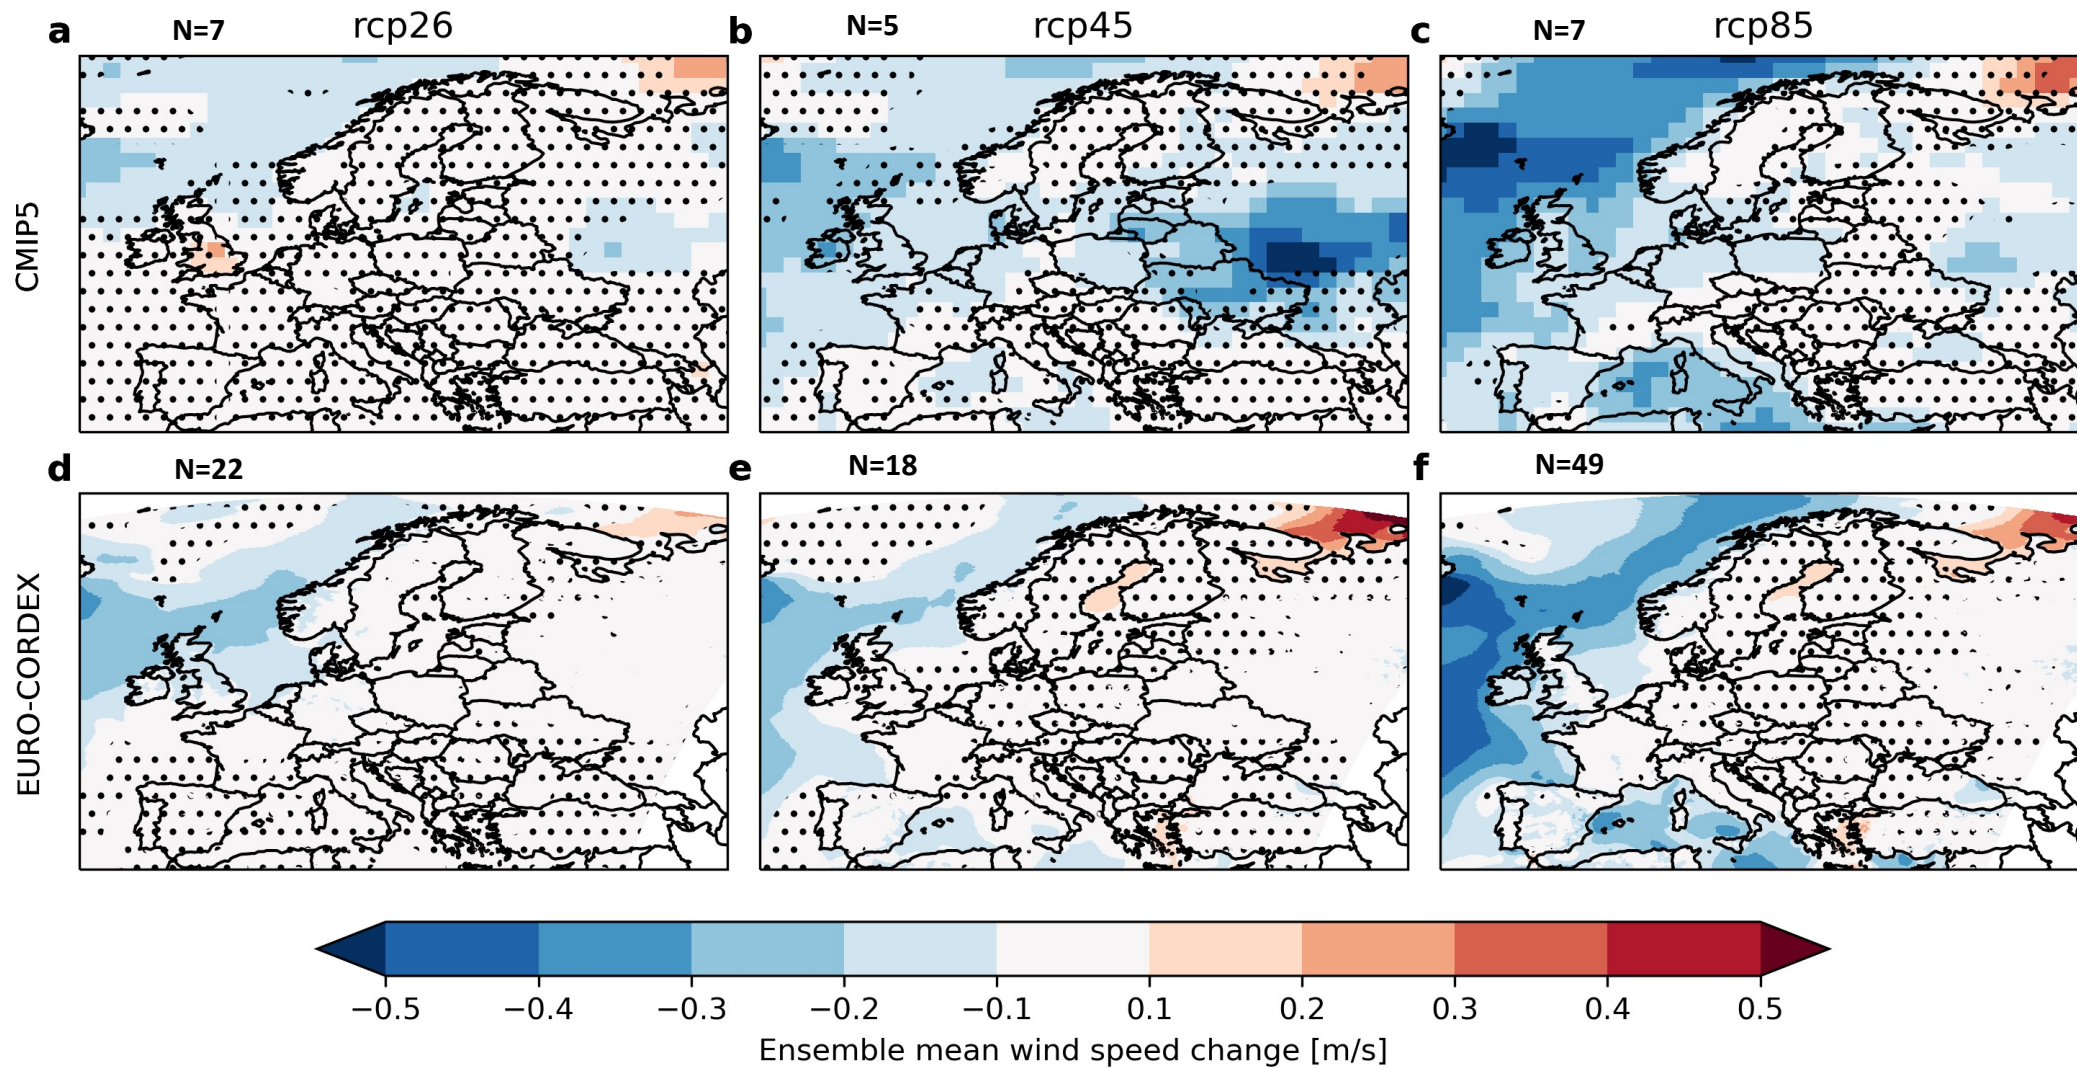 a N=7 rcp26 b N=5 rcp45 c N=7 rcp85
CMIP5
d N=22 e N=18 f N=49
EURO-CORDEX
−0.5 −0.4 −0.3 −0.2 −0.1 0.1 0.2 0.3 0.4 0.5
Ensemble mean wind speed change [m/s]